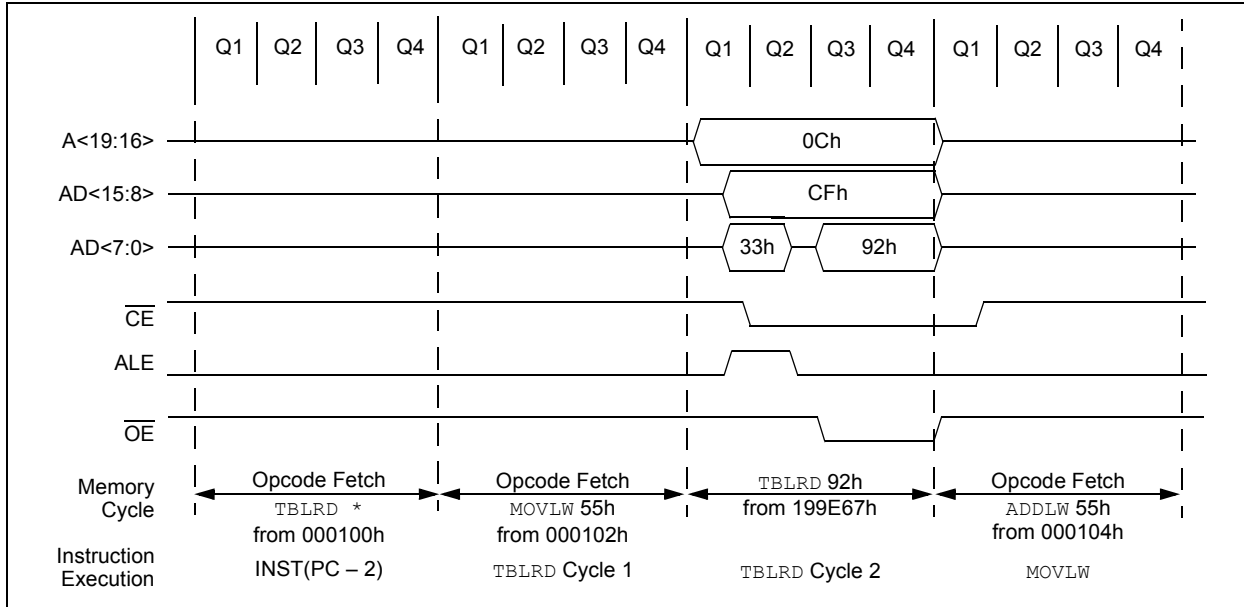 Q1 Q2 Q3 Q4 Q1 Q2 Q3 Q4 Q1 Q2 Q3 Q4 Q1 Q2 Q3 Q4
A<19:16> 0Ch
AD<15:8> CFh
AD<7:0> 33h 92h
CE
ALE
OE
Memory Cycle
Opcode Fetch
TBLRD *
from 000100h
Opcode Fetch
MOVLW 55h
from 000102h
TBLRD 92h
from 199E67h
Opcode Fetch
ADDLW 55h
from 000104h
Instruction Execution
INST(PC – 2)
TBLRD Cycle 1
TBLRD Cycle 2
MOVLW